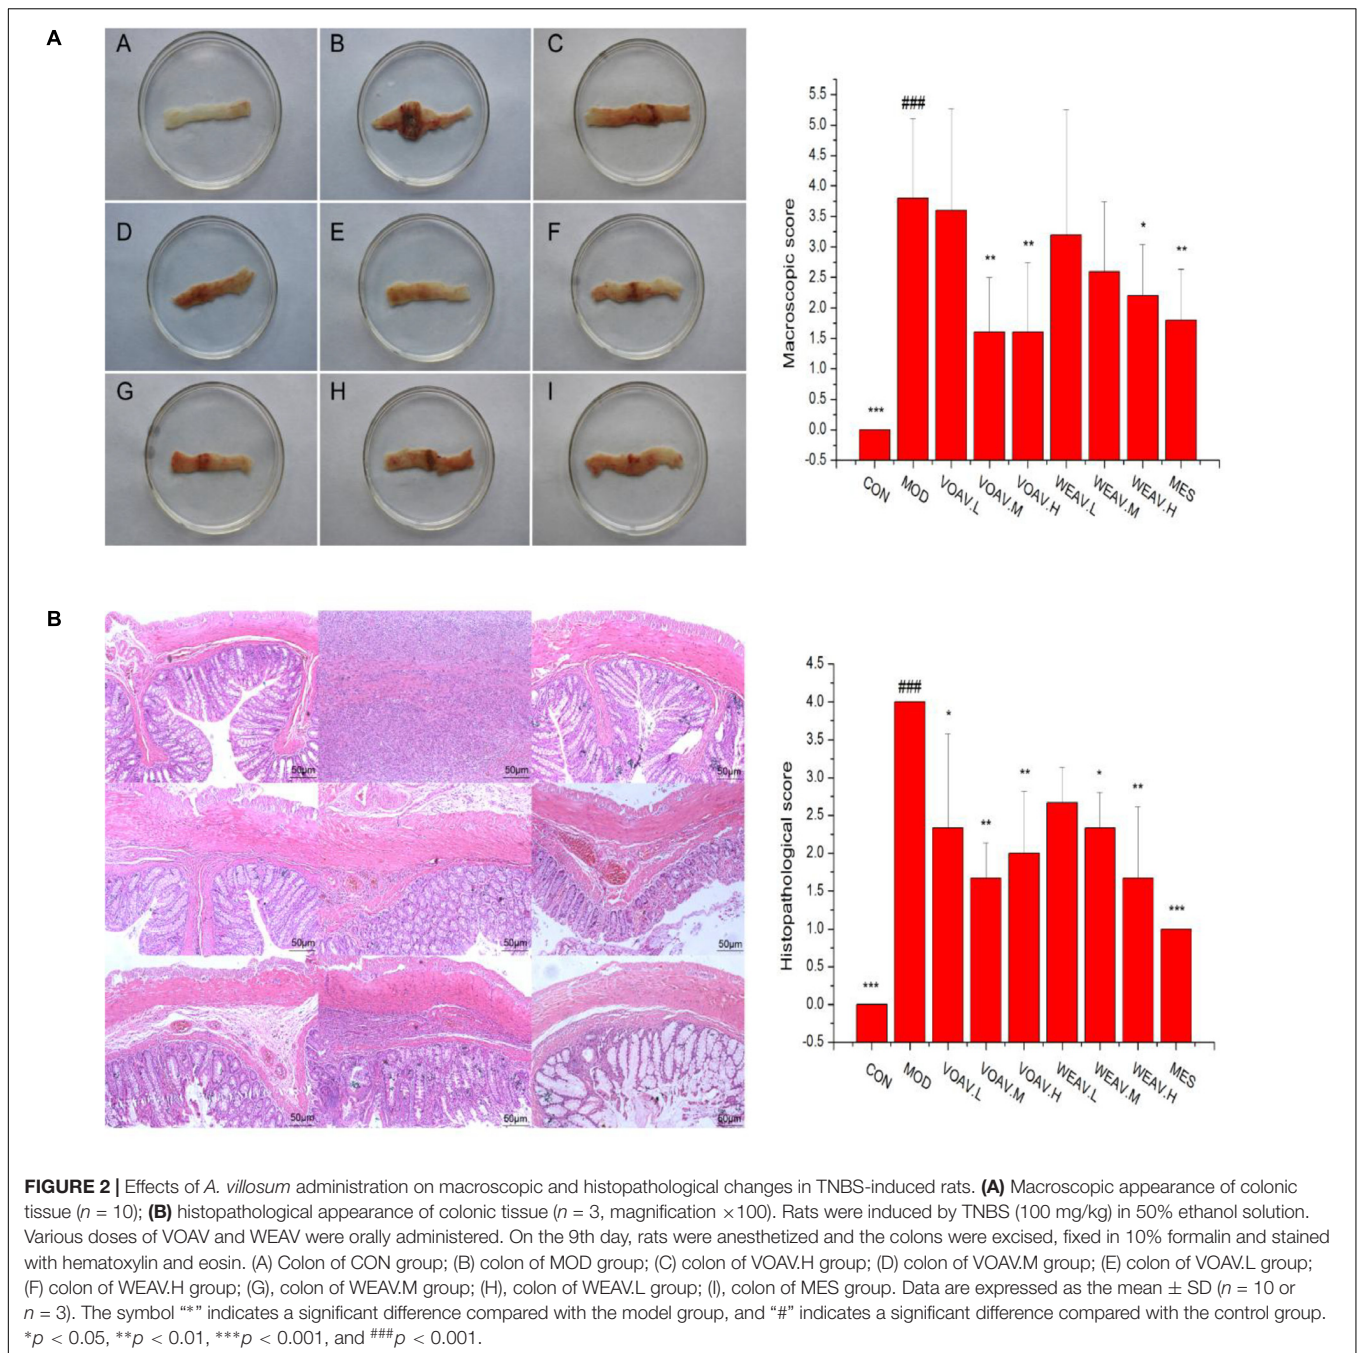 A
A
B
C
D
E
F
G
H
I
Macroscopic score
5.5
5.0
4.5
4.0
3.5
3.0
2.5
2.0
1.5
1.0
0.5
0.0
-0.5
***
###
**
**
*
**
CON
MOD
VOAV.L
VOAV.M
VOAV.H
WEAV.L
WEAV.M
WEAV.H
MES
B
50μm
50μm
50μm
50μm
50μm
50μm
50μm
50μm
50μm
Histopathological score
4.5
4.0
3.5
3.0
2.5
2.0
1.5
1.0
0.5
0.0
-0.5
***
###
*
**
**
*
**
***
CON
MOD
VOAV.L
VOAV.M
VOAV.H
WEAV.L
WEAV.M
WEAV.H
MES
FIGURE 2 | Effects of A. villosum administration on macroscopic and histopathological changes in TNBS-induced rats. (A) Macroscopic appearance of colonic
tissue (n = 10); (B) histopathological appearance of colonic tissue (n = 3, magnification ×100). Rats were induced by TNBS (100 mg/kg) in 50% ethanol solution.
Various doses of VOAV and WEAV were orally administered. On the 9th day, rats were anesthetized and the colons were excised, fixed in 10% formalin and stained
with hematoxylin and eosin. (A) Colon of CON group; (B) colon of MOD group; (C) colon of VOAV.H group; (D) colon of VOAV.M group; (E) colon of VOAV.L group;
(F) colon of WEAV.H group; (G), colon of WEAV.M group; (H), colon of WEAV.L group; (I), colon of MES group. Data are expressed as the mean ± SD (n = 10 or
n = 3). The symbol “*” indicates a significant difference compared with the model group, and “#” indicates a significant difference compared with the control group.
*p < 0.05, **p < 0.01, ***p < 0.001, and ###p < 0.001.